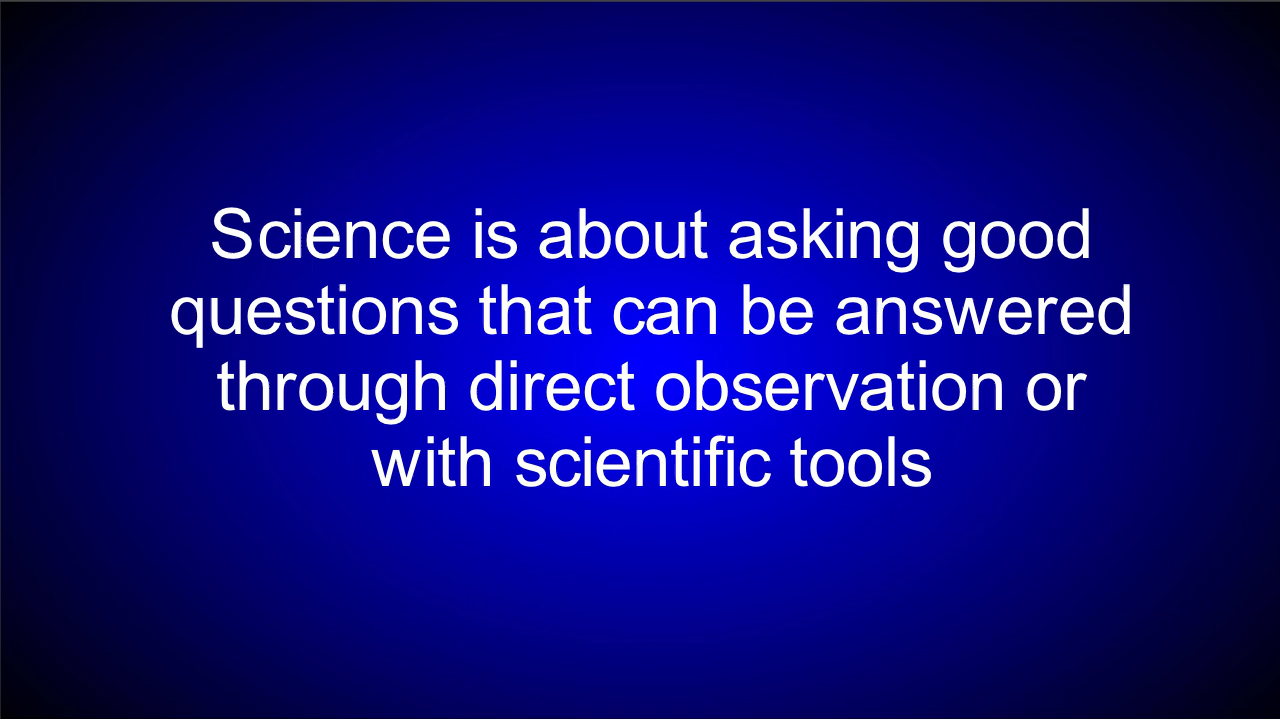 Science is about asking good
questions that can be answered
through direct observation or
with scientific tools